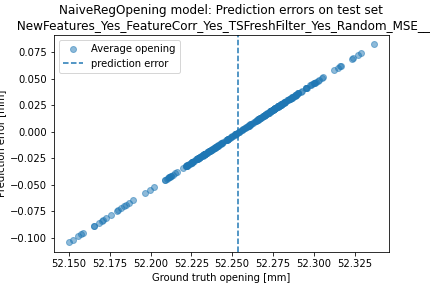 NaiveRegOpening model: Prediction errors on test set
NewFeatures_Yes_FeatureCorr_Yes_TSFreshFilter_Yes_Random_MSE__
Average opening
prediction error
Prediction error [mm]
0.075
0.050
0.025
0.000
−0.025
−0.050
−0.075
−0.100
52.150 52.175 52.200 52.225 52.250 52.275 52.300 52.325
Ground truth opening [mm]